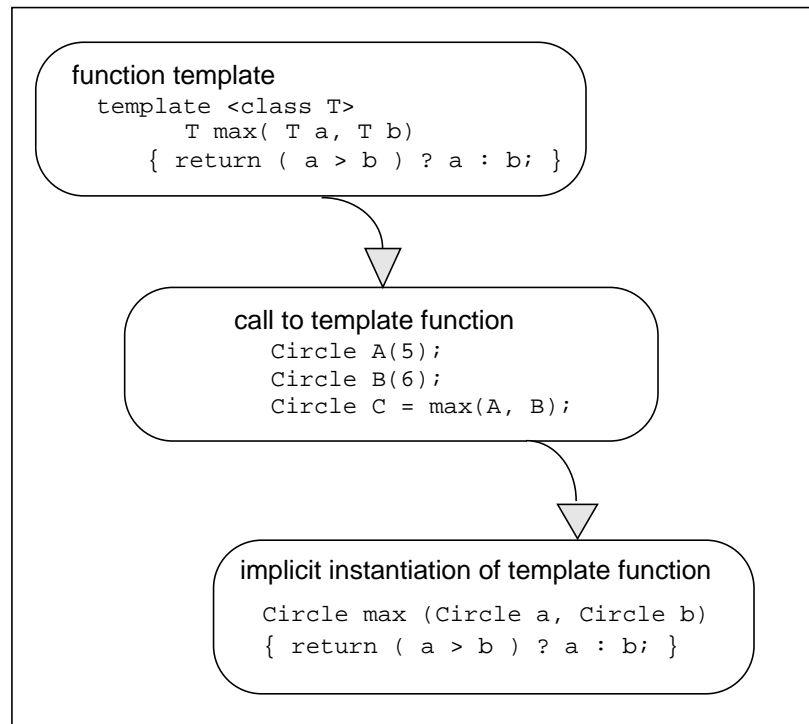 function template
template <class T>
T max( T a, T b)
{ return ( a > b ) ? a : b; }
call to template function
Circle A(5);
Circle B(6);
Circle C = max(A, B);
implicit instantiation of template function
Circle max (Circle a, Circle b)
{ return ( a > b ) ? a : b; }